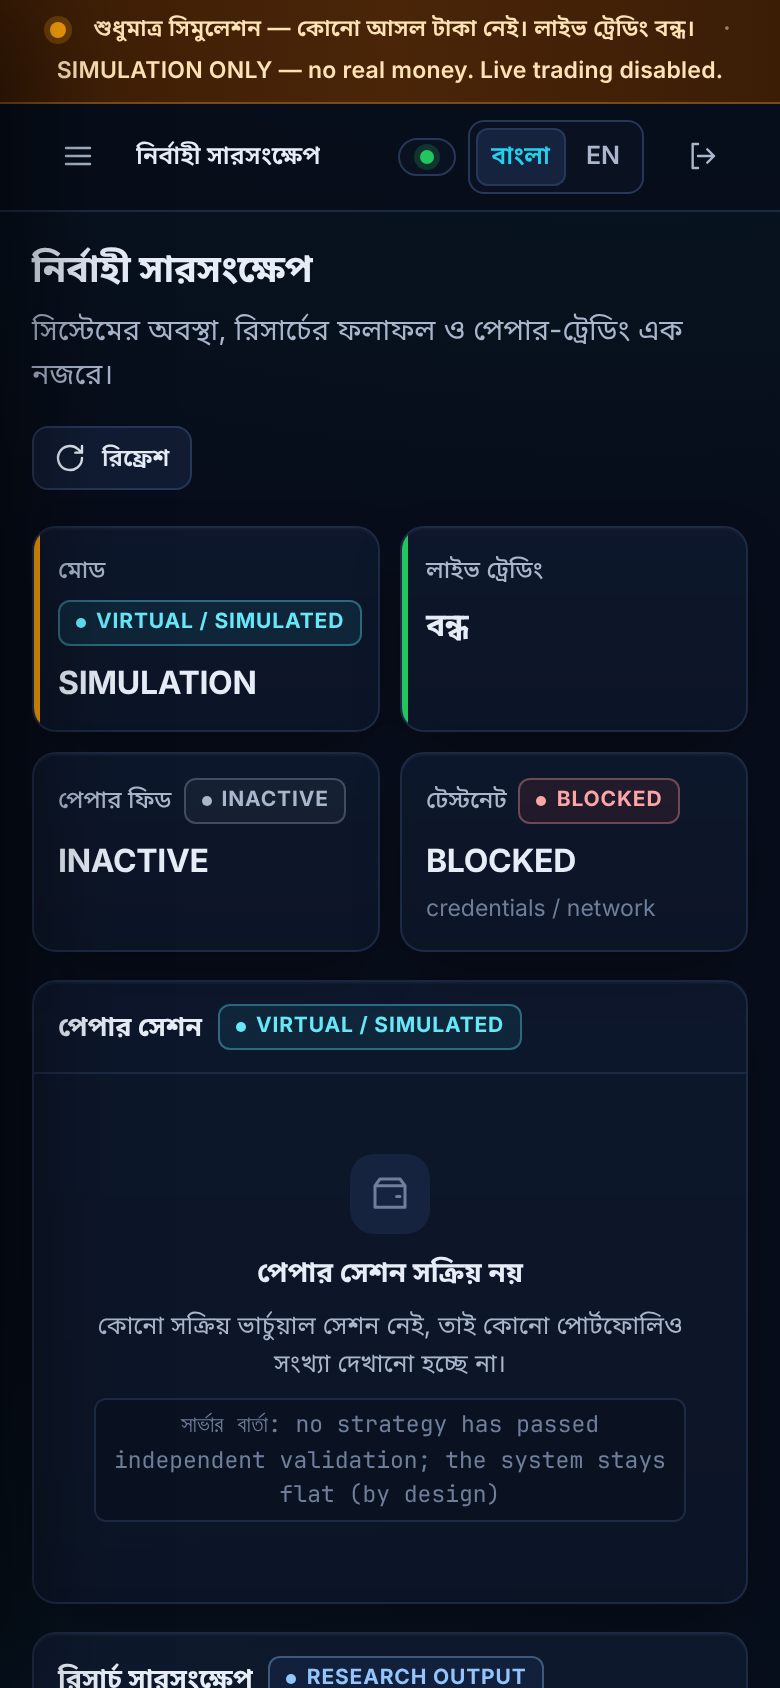 শুধুমাত্র সিমুলেশন — কোনো আসল টাকা নেই। লাইভ ট্রেডিং বন্ধ। ·
SIMULATION ONLY — no real money. Live trading disabled.
নির্বাহী সারসংক্ষেপ
বাংলা EN
নির্বাহী সারসংক্ষেপ
সিস্টেমের অবস্থা, রিসার্চের ফলাফল ও পেপার-ট্রেডিং এক
নজরে।
রিফ্রেশ
মোড
VIRTUAL / SIMULATED
SIMULATION
লাইভ ট্রেডিং
বন্ধ
পেপার ফিড INACTIVE
INACTIVE
টেস্টনেট BLOCKED
BLOCKED
credentials / network
পেপার সেশন VIRTUAL / SIMULATED
পেপার সেশন সক্রিয় নয়
কোনো সক্রিয় ভার্চুয়াল সেশন নেই, তাই কোনো পোর্টফোলিও
সংখ্যা দেখানো হচ্ছে না।
সার্ভার বার্তা: no strategy has passed
independent validation; the system stays
flat (by design)
রিসার্চ সারসংক্ষেপ RESEARCH OUTPUT